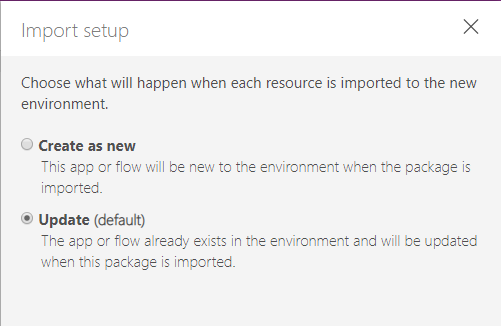 Import setup
Choose what will happen when each resource is imported to the new
environment.
Create as new
This app or flow will be new to the environment when the package is
imported.
Update (default)
The app or flow already exists in the environment and will be updated
when this package is imported.